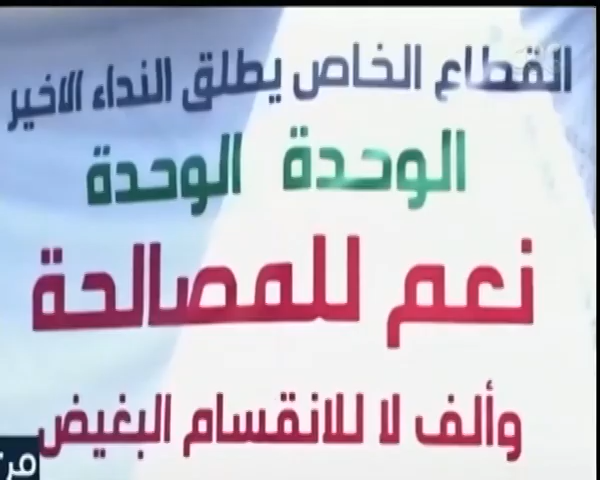 القطاع الخاص يطلق النداء الاخير
الوحدة الوحدة
نعم للمصالحة
وألف لا للانقسام البغيض